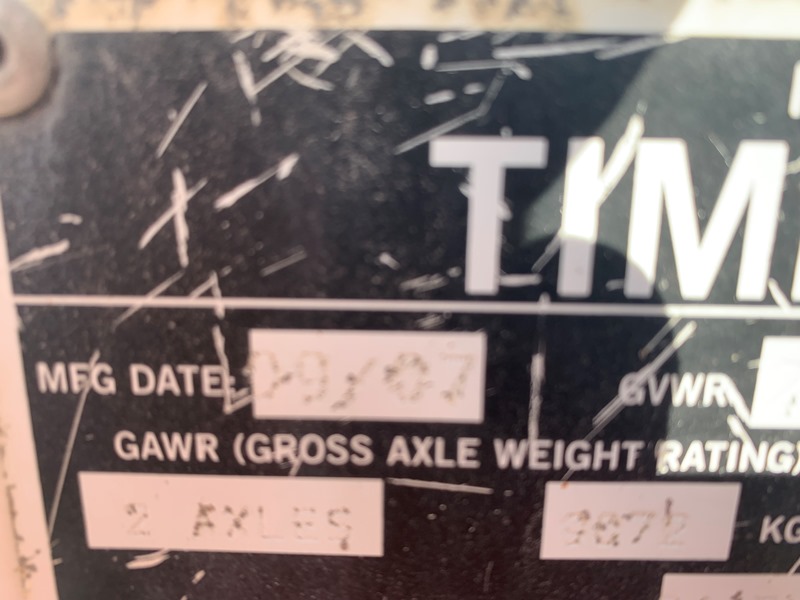 TIM
MFG DATE: 09/07 GVWR
GAWR (GROSS AXLE WEIGHT RATING)
2 AXLES KG